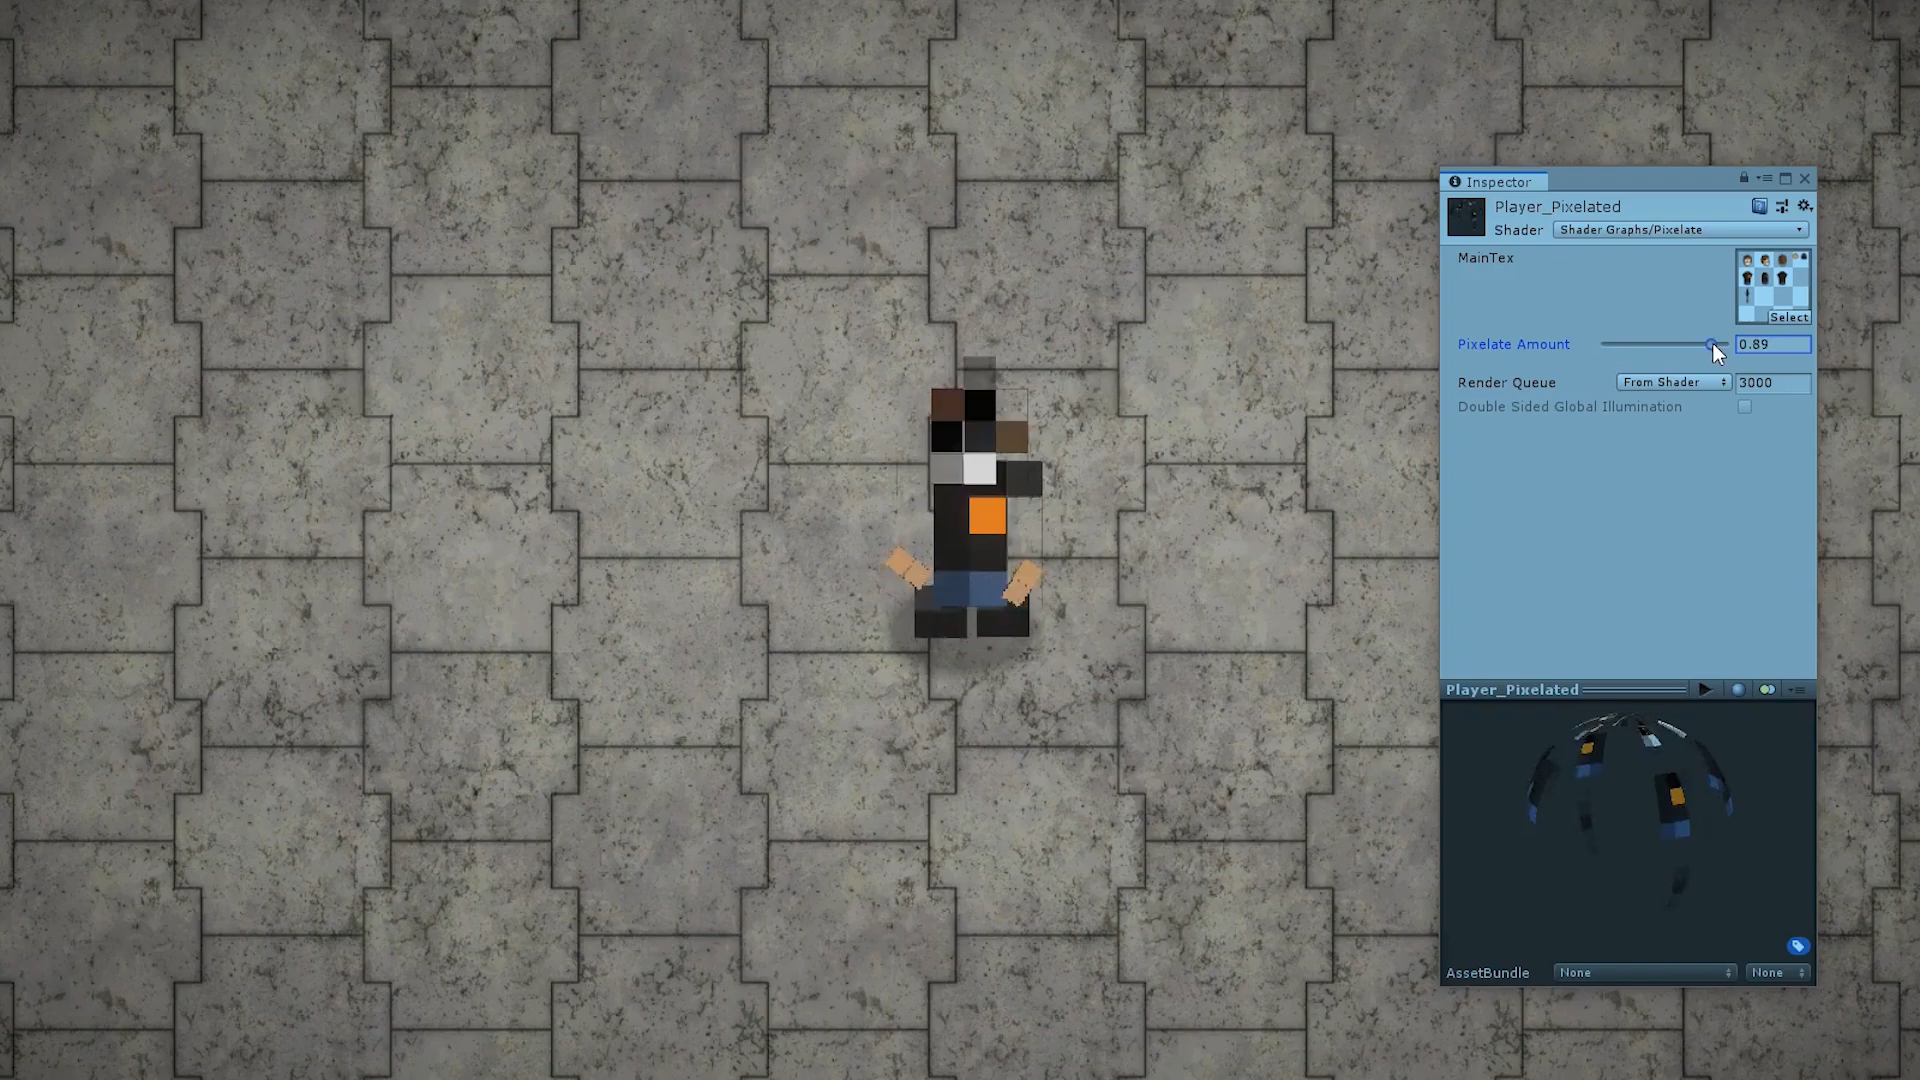 Inspector
Player_Pixelated
Shader Shader Graphs/Pixelate
MainTex
Select
Pixelate Amount 0.89
Render Queue From Shader 3000
Double Sided Global Illumination
Player_Pixelated
AssetBundle None None